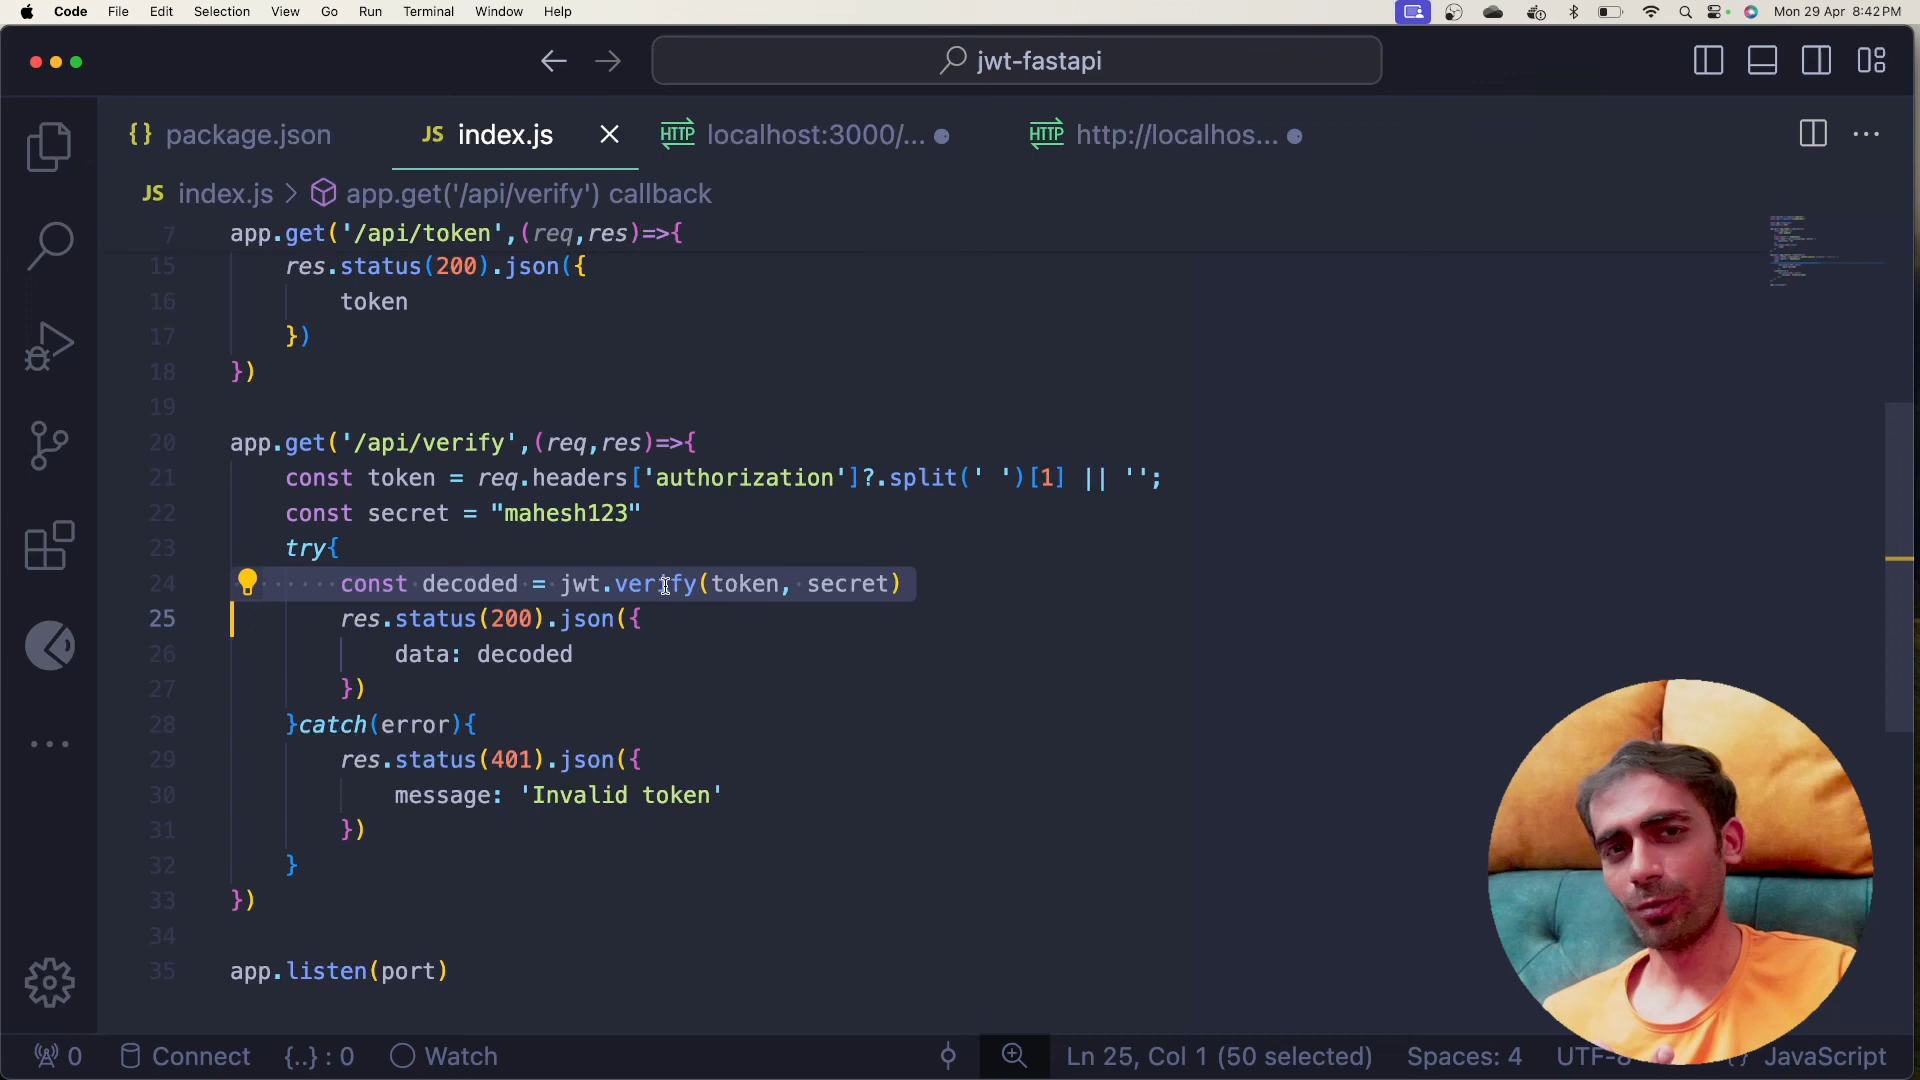 Code File Edit Selection View Go Run Terminal Window Help Mon 29 Apr 8:42 PM
jwt-fastapi
{} package.json JS index.js HTTP localhost:3000/... HTTP http://localhos...
JS index.js > app.get('/api/verify') callback
7 app.get('/api/token',(req,res)=>{
15 res.status(200).json({
16 token
17 })
18 })
19
20 app.get('/api/verify',(req,res)=>{
21 const token = req.headers['authorization']?.split(' ')[1] || '';
22 const secret = "mahesh123"
23 try{
24 const decoded = jwt.verify(token, secret)
25 res.status(200).json({
26 data: decoded
27 })
28 }catch(error){
29 res.status(401).json({
30 message: 'Invalid token'
31 })
32 }
33 })
34
35 app.listen(port)
0 Connect {..} : 0 Watch Ln 25, Col 1 (50 selected) Spaces: 4 UTF-8 JavaScript